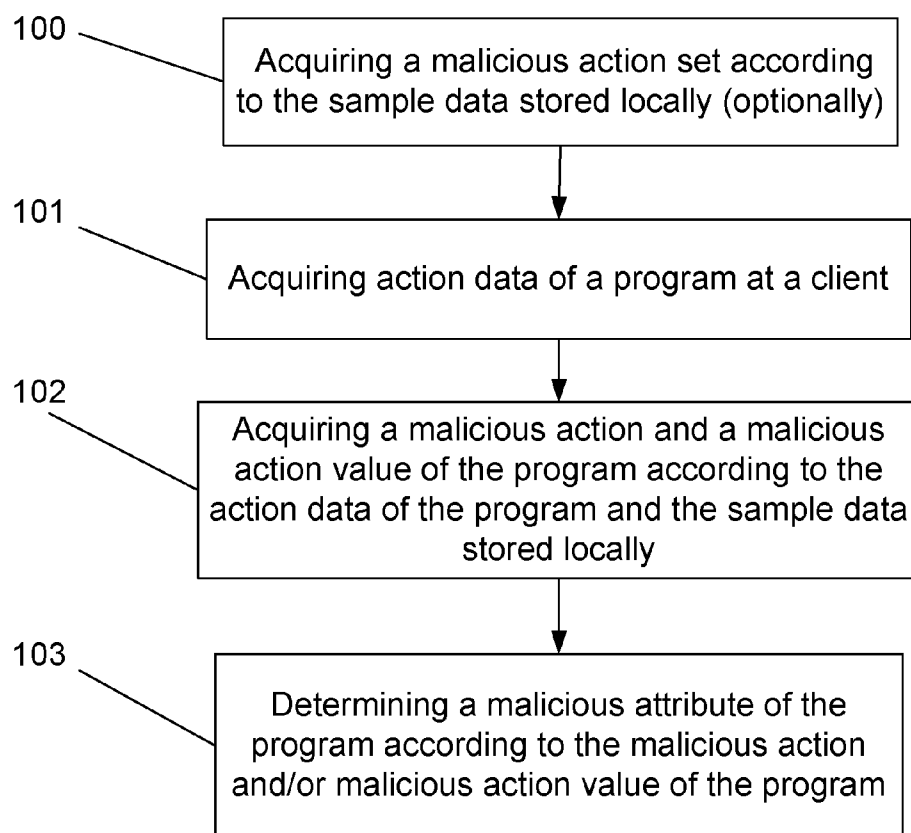 100
Acquiring a malicious action set according
to the sample data stored locally (optionally)
101
Acquiring action data of a program at a client
102
Acquiring a malicious action and a malicious
action value of the program according to the
action data of the program and the sample data
stored locally
103
Determining a malicious attribute of the
program according to the malicious action
and/or malicious action value of the program